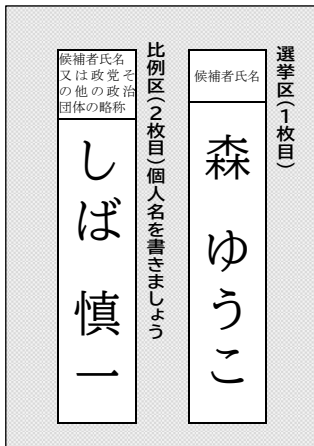 選挙区（1枚目）
候補者氏名
森 ゆうこ
比例区（2枚目）個人名を書きましょう
候補者氏名
又は政党そ
の他の政治
団体の略称
しば 慎一